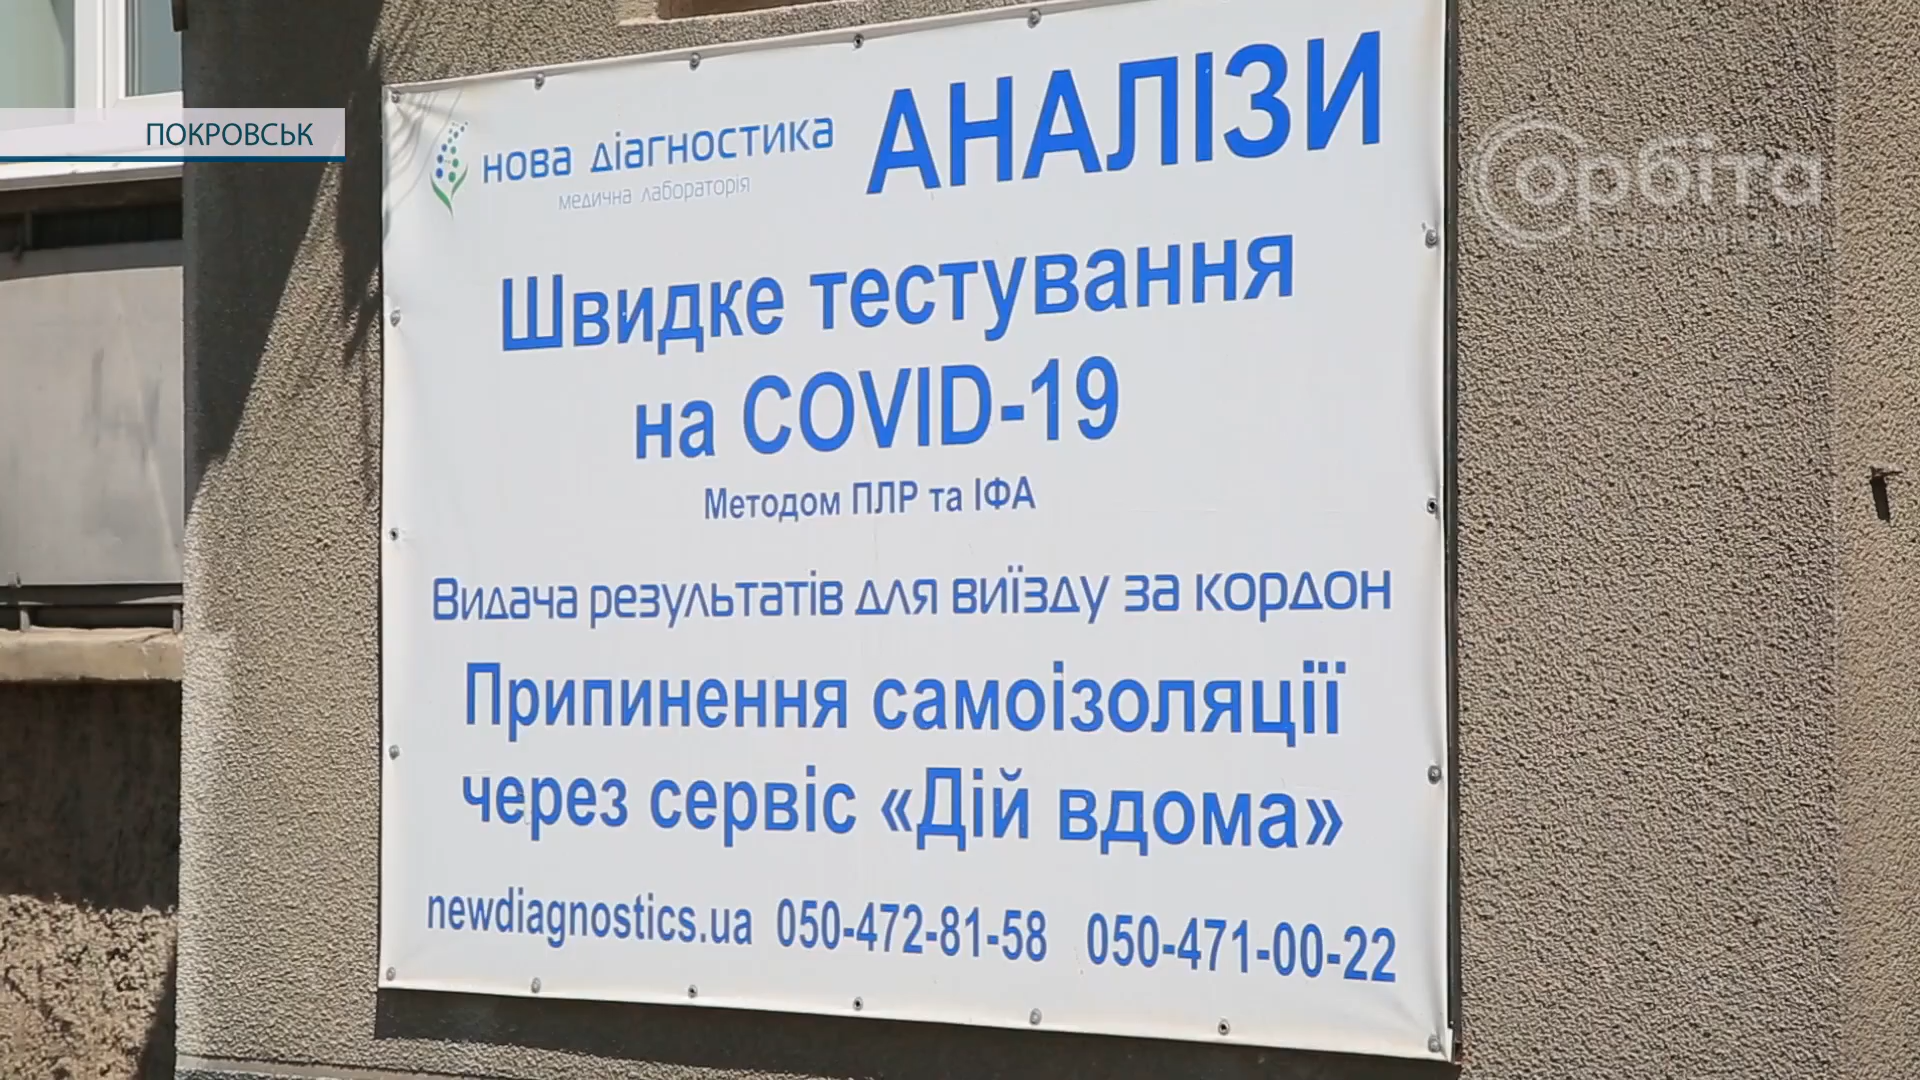 ПОКРОВСЬК
нова діагностика
медична лабораторія
АНАЛІЗИ
орбіта
Швидке тестування
на COVID-19
Методом ПЛР та ІФА
Видача результатів для виїзду за кордон
Припинення самоізоляції
через сервіс «Дій вдома»
newdiagnostics.ua 050-472-81-58 050-471-00-22